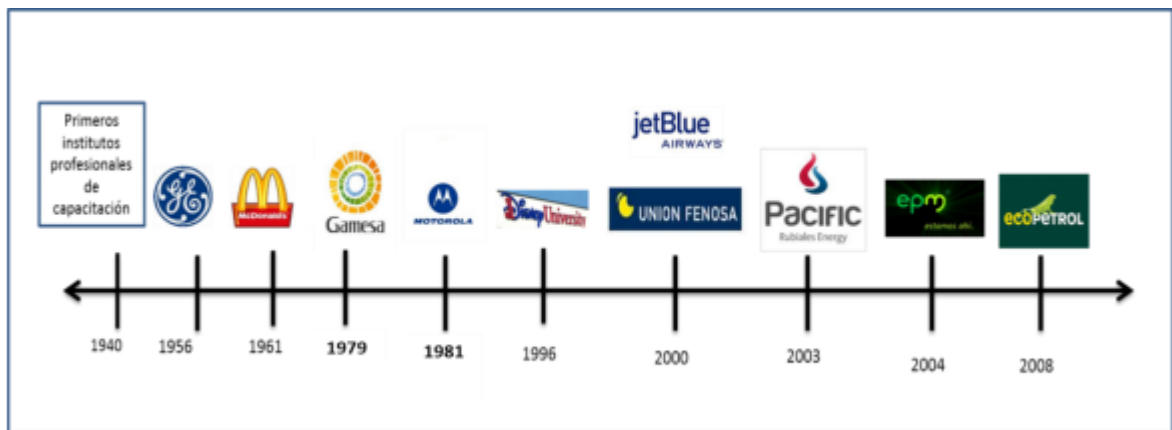 Primeros
institutos
profesionales
de
capacitación
GE
McDonald's
Gamesa
MOTOROLA
Disney University
jetBlue
AIRWAYS
UNION FENOSA
PACIFIC
Rubiales Energy
epm
estamos ahí.
ecoPETROL
1940
1956
1961
1979
1981
1996
2000
2003
2004
2008